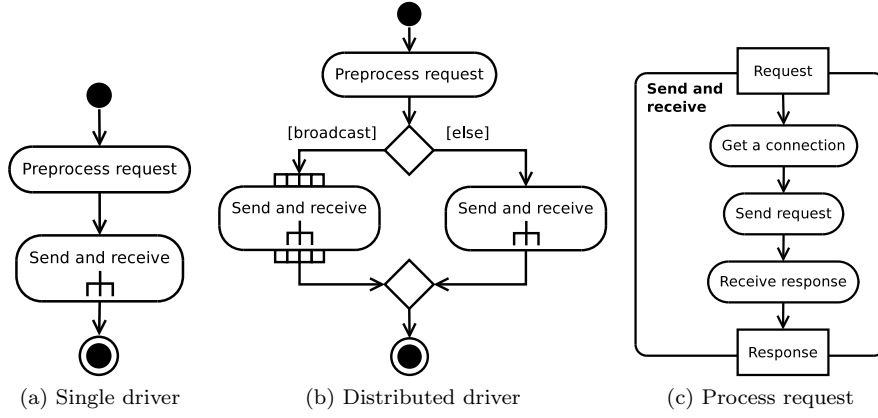 Preprocess request
Send and receive
(a) Single driver
Preprocess request
[broadcast]
[else]
Send and receive
Send and receive
(b) Distributed driver
Request
Send and
receive
Get a connection
Send request
Receive response
Response
(c) Process request